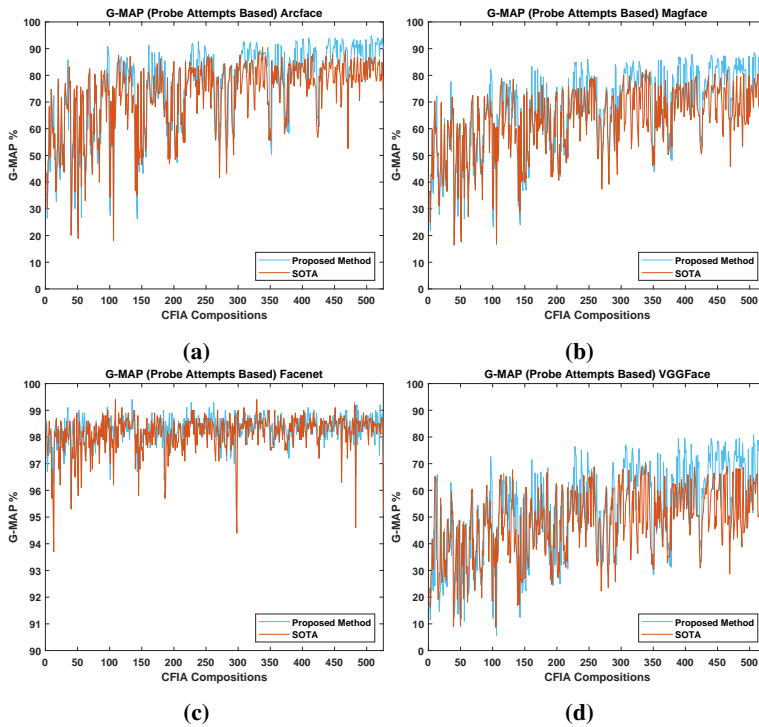 G-MAP (Probe Attempts Based) Arcface
100
90
80
70
60
50
40
30
20
10
0
G-MAP %
0 50 100 150 200 250 300 350 400 450 500
CFIA Compositions
Proposed Method
SOTA
(a)
G-MAP (Probe Attempts Based) Magface
100
90
80
70
60
50
40
30
20
10
0
G-MAP %
0 50 100 150 200 250 300 350 400 450 500
CFIA Compositions
Proposed Method
SOTA
(b)
G-MAP (Probe Attempts Based) Facenet
100
99
98
97
96
95
94
93
92
91
90
G-MAP %
0 50 100 150 200 250 300 350 400 450 500
CFIA Compositions
Proposed Method
SOTA
(c)
G-MAP (Probe Attempts Based) VGGFace
100
90
80
70
60
50
40
30
20
10
0
G-MAP %
0 50 100 150 200 250 300 350 400 450 500
CFIA Compositions
Proposed Method
SOTA
(d)